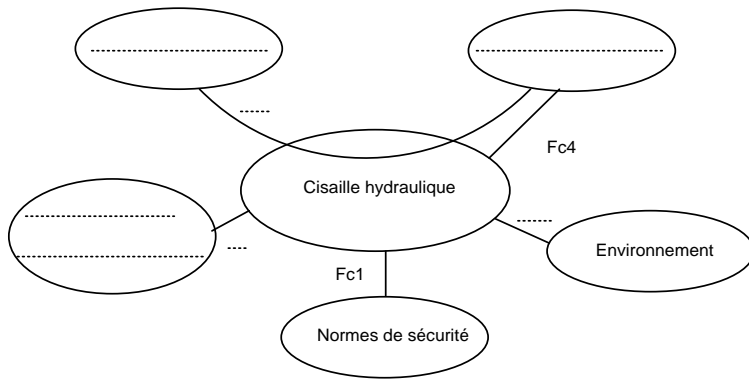 Cisaille hydraulique
Fc4
Environnement
Fc1
Normes de sécurité